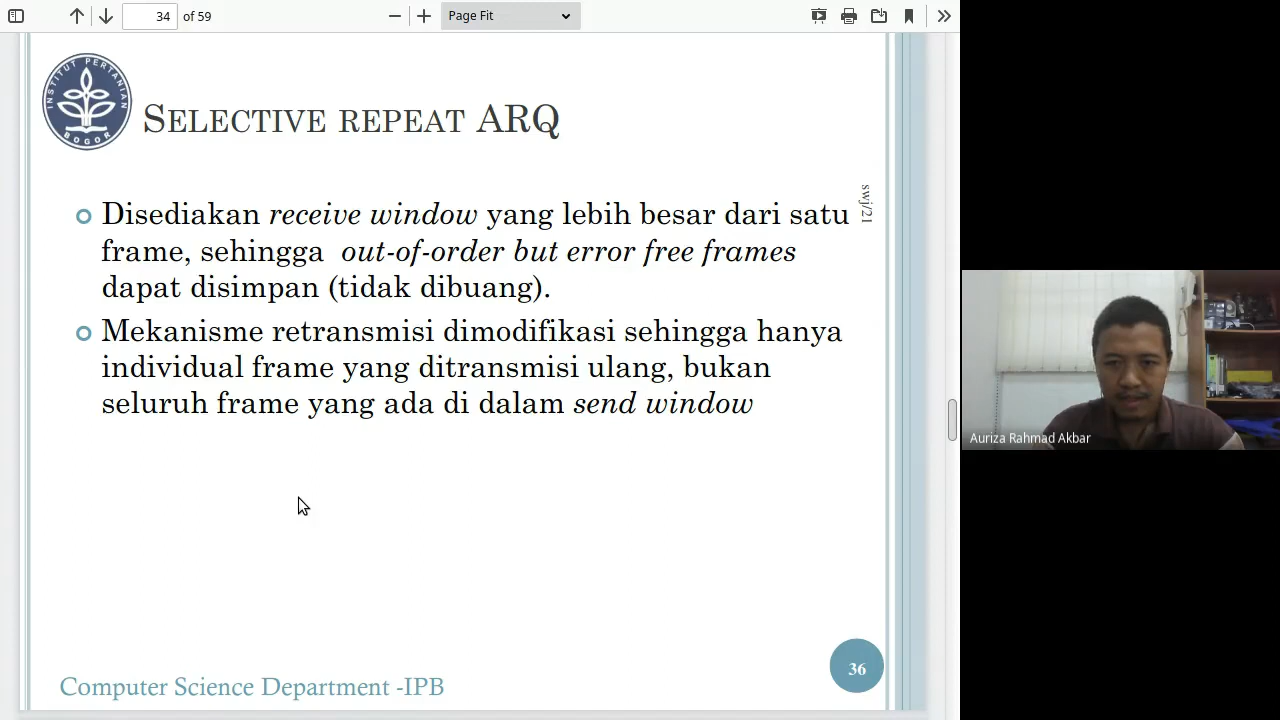 34 of 59
Page Fit
INSTITUT PERTANIAN
BOGOR
SELECTIVE REPEAT ARQ
swj/21
Disediakan receive window yang lebih besar dari satu
frame, sehingga out-of-order but error free frames
dapat disimpan (tidak dibuang).
Mekanisme retransmisi dimodifikasi sehingga hanya
individual frame yang ditransmisi ulang, bukan
seluruh frame yang ada di dalam send window
Auriza Rahmad Akbar
36
Computer Science Department -IPB